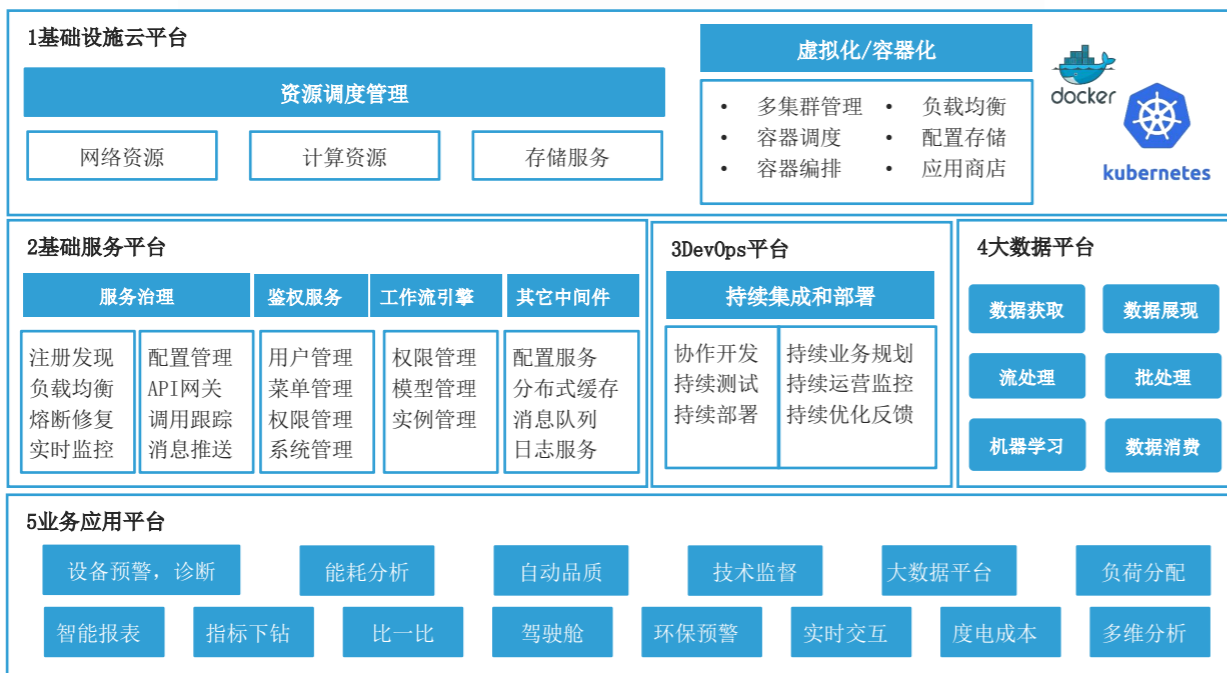 1基础设施云平台
资源调度管理
网络资源
计算资源
存储服务
虚拟化/容器化
• 多集群管理 • 负载均衡
• 容器调度 • 配置存储
• 容器编排 • 应用商店
docker
kubernetes
2基础服务平台
服务治理
鉴权服务
工作流引擎
其它中间件
注册发现
负载均衡
熔断修复
实时监控
配置管理
API网关
调用跟踪
消息推送
用户管理
菜单管理
权限管理
系统管理
权限管理
模型管理
实例管理
配置服务
分布式缓存
消息队列
日志服务
3DevOps平台
持续集成和部署
协作开发
持续测试
持续部署
持续业务规划
持续运营监控
持续优化反馈
4大数据平台
数据获取
数据展现
流处理
批处理
机器学习
数据消费
5业务应用平台
设备预警，诊断
能耗分析
自动品质
技术监督
大数据平台
负荷分配
智能报表
指标下钻
比一比
驾驶舱
环保预警
实时交互
度电成本
多维分析